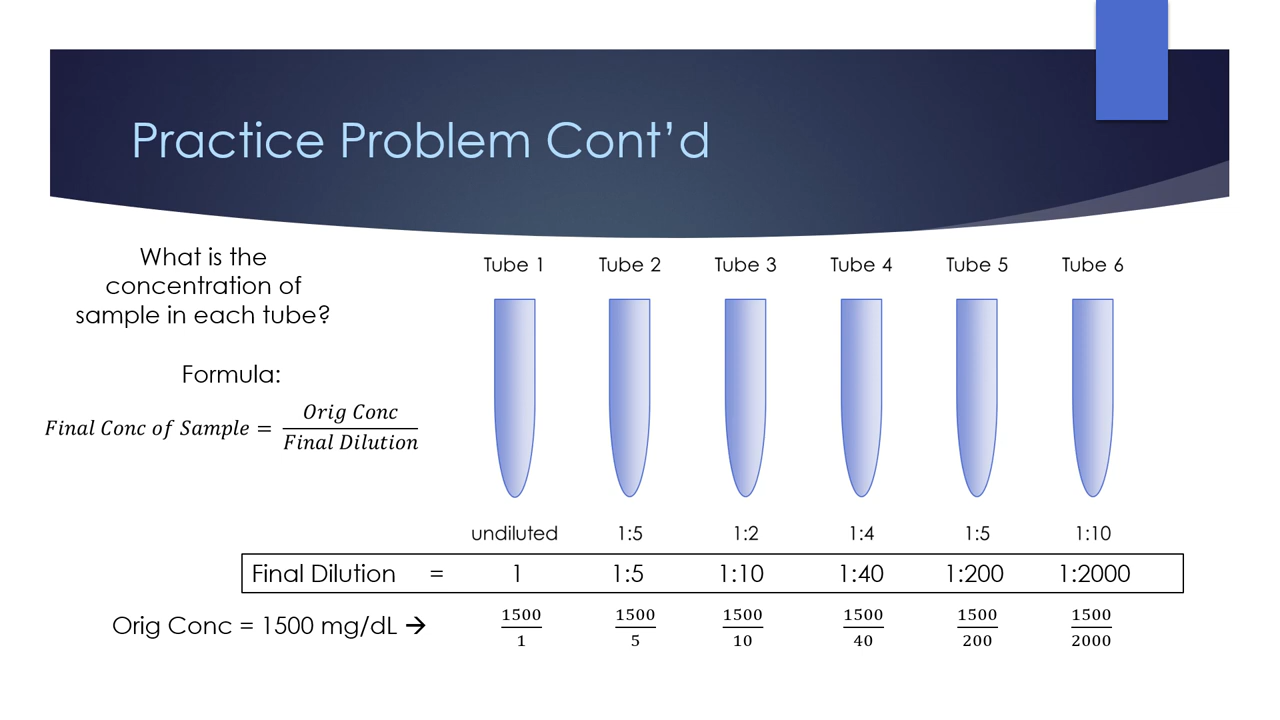 Practice Problem Cont’d
What is the
concentration of
sample in each tube?
Formula:
Final Conc of Sample = Orig Conc / Final Dilution
Tube 1 Tube 2 Tube 3 Tube 4 Tube 5 Tube 6
undiluted 1:5 1:2 1:4 1:5 1:10
Final Dilution = 1 1:5 1:10 1:40 1:200 1:2000
Orig Conc = 1500 mg/dL → 1500/1 1500/5 1500/10 1500/40 1500/200 1500/2000